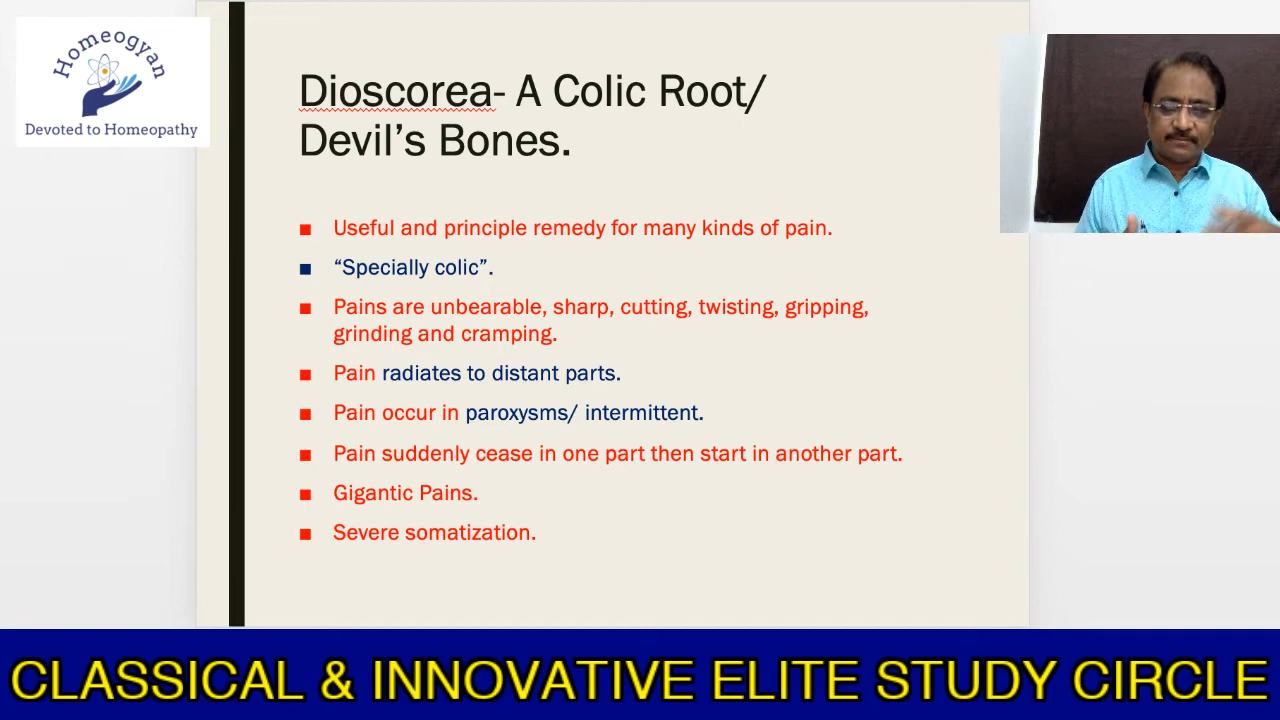 Homeogyan
Devoted to Homeopathy
Dioscorea- A Colic Root/
Devil’s Bones.
Useful and principle remedy for many kinds of pain.
“Specially colic”.
Pains are unbearable, sharp, cutting, twisting, gripping,
grinding and cramping.
Pain radiates to distant parts.
Pain occur in paroxysms/ intermittent.
Pain suddenly cease in one part then start in another part.
Gigantic Pains.
Severe somatization.
CLASSICAL & INNOVATIVE ELITE STUDY CIRCLE